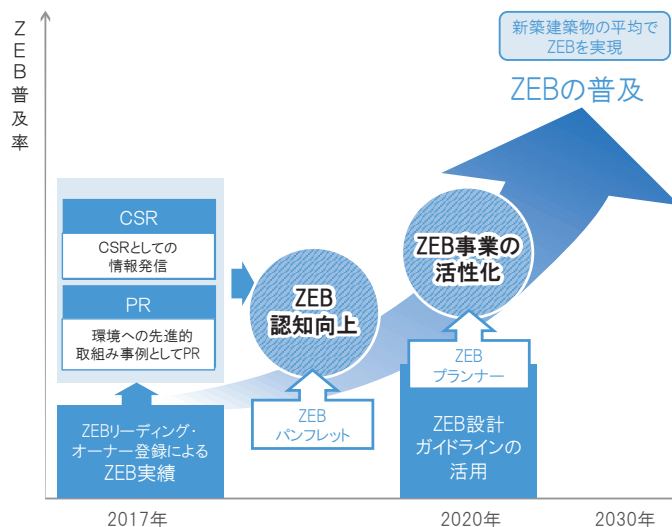 ZEB普及率
新築建築物の平均で
ZEBを実現
ZEBの普及
CSR
CSRとしての
情報発信
PR
環境への先進的
取組み事例としてPR
ZEB
認知向上
ZEB事業の
活性化
ZEBリーディング・
オーナー登録による
ZEB実績
ZEB
パンフレット
ZEB
プランナー
ZEB設計
ガイドラインの
活用
2017年
2020年
2030年